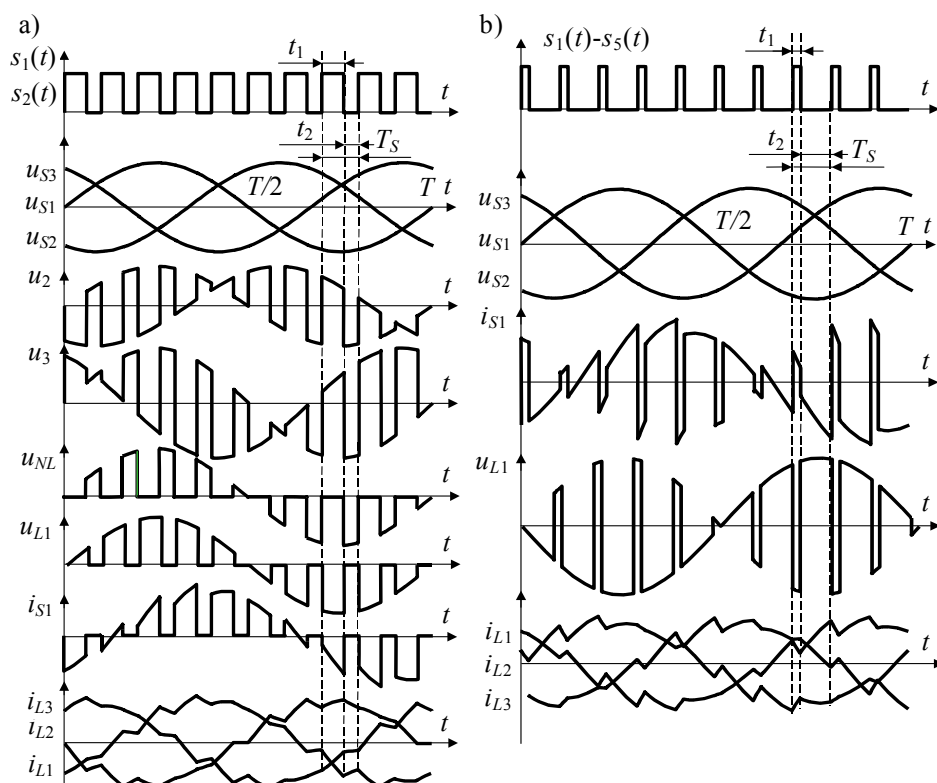 a)
s1(t)
s2(t)
t1
t
t2
TS
uS3
uS1
uS2
T/2
T t
u2
t
u3
t
uNL
t
uL1
t
iS1
t
iL3
iL2
iL1
t
b)
s1(t)-s5(t)
t1
t
t2
TS
uS3
uS1
uS2
T/2
T t
iS1
t
uL1
t
iL1
iL2
iL3
t